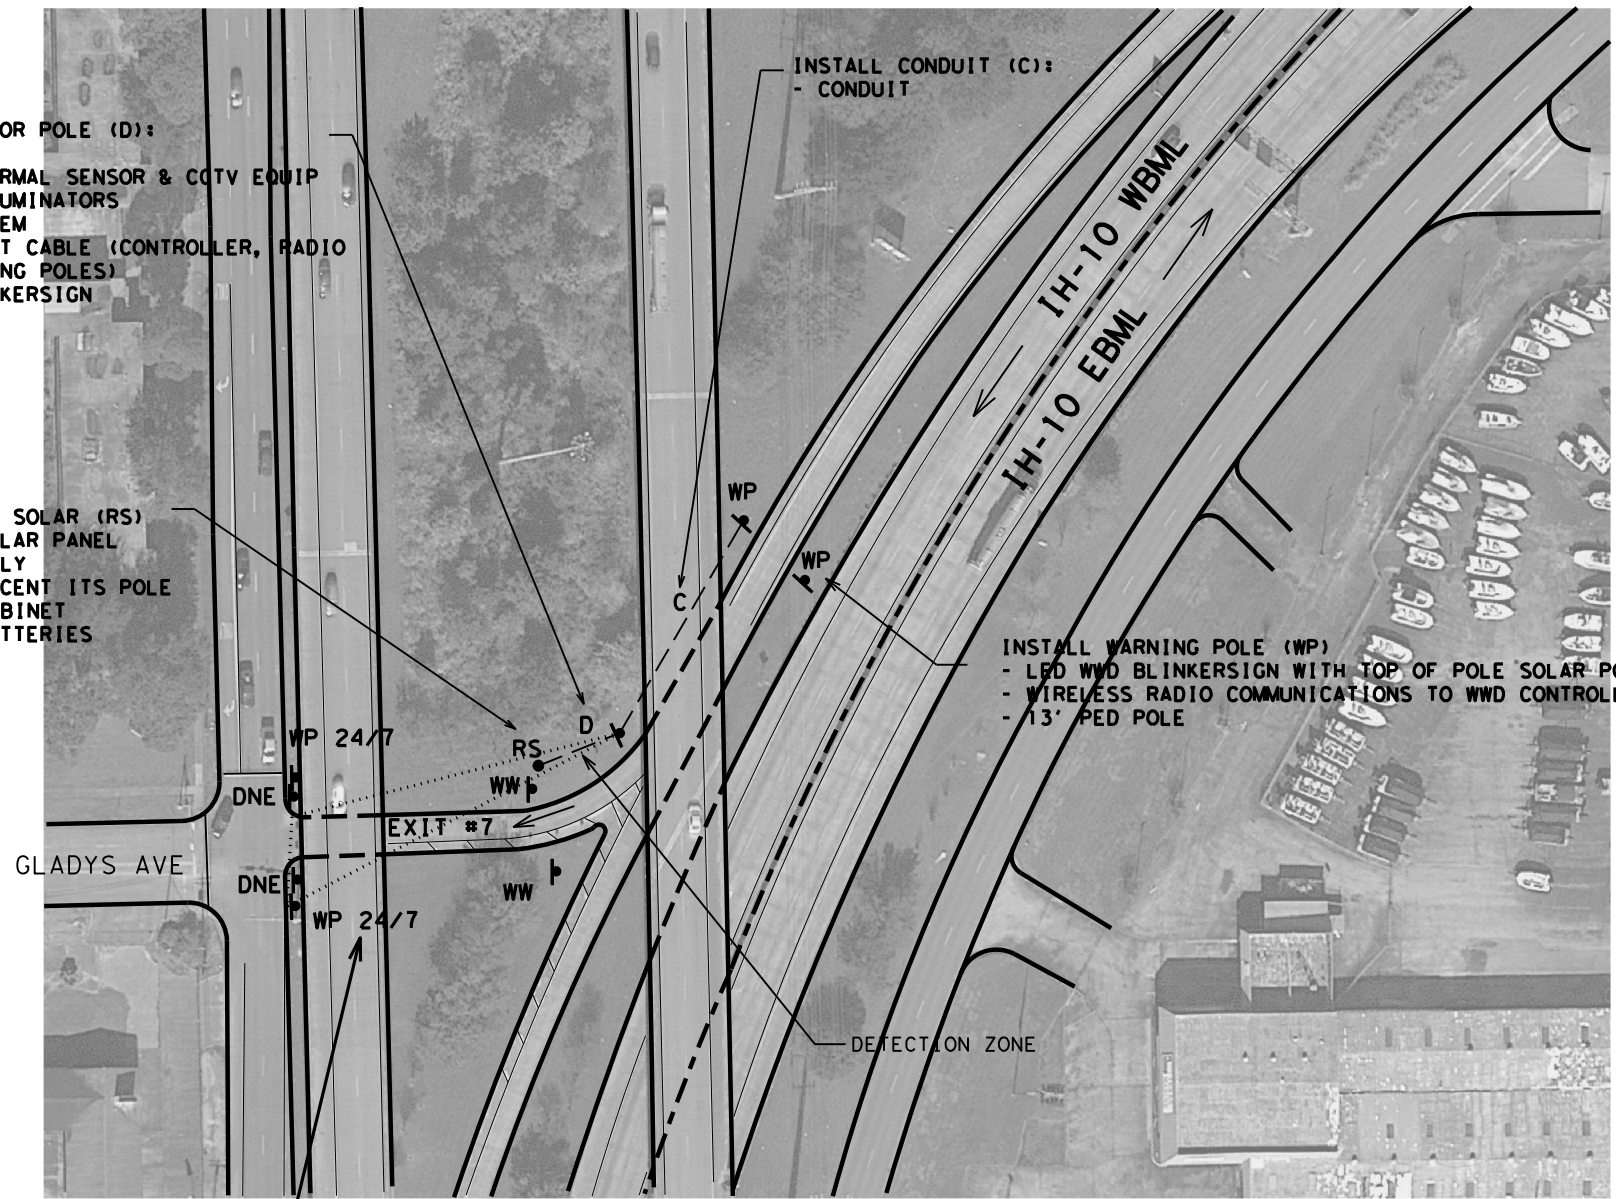 INSTALL CONDUIT (C):
- CONDUIT
OR POLE (D):
RMAL SENSOR & CCTV EQUIP
UMINATORS
EM
T CABLE (CONTROLLER, RADIO
NG POLES)
KERSIGN
IH-10 WBML
IH-10 EBML
SOLAR (RS)
LAR PANEL
LY
CENT ITS POLE
BINET
TTERIES
WP
WP
C
INSTALL WARNING POLE (WP)
- LED WWD BLINKERSIGN WITH TOP OF POLE SOLAR PO
- WIRELESS RADIO COMMUNICATIONS TO WWD CONTROLL
- 13' PED POLE
D
RS
WP 24/7
WW
DNE
EXIT #7
GLADYS AVE
DNE
WW
WP 24/7
DETECTION ZONE